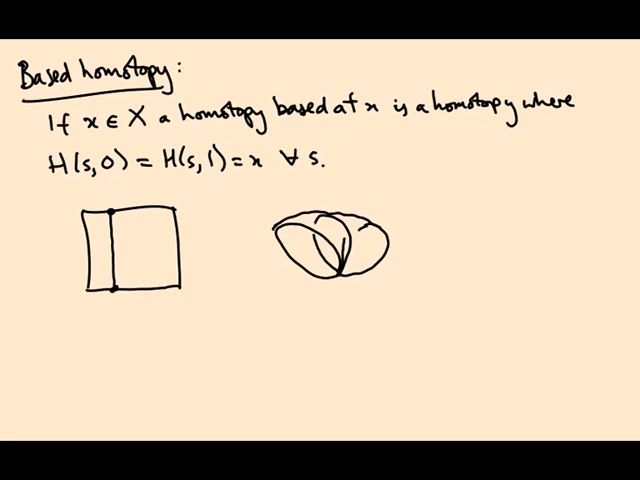 Based homotopy:
If x ∈ X a homotopy based at x is a homotopy where
H(s,0) = H(s,1) = x ∀ s.